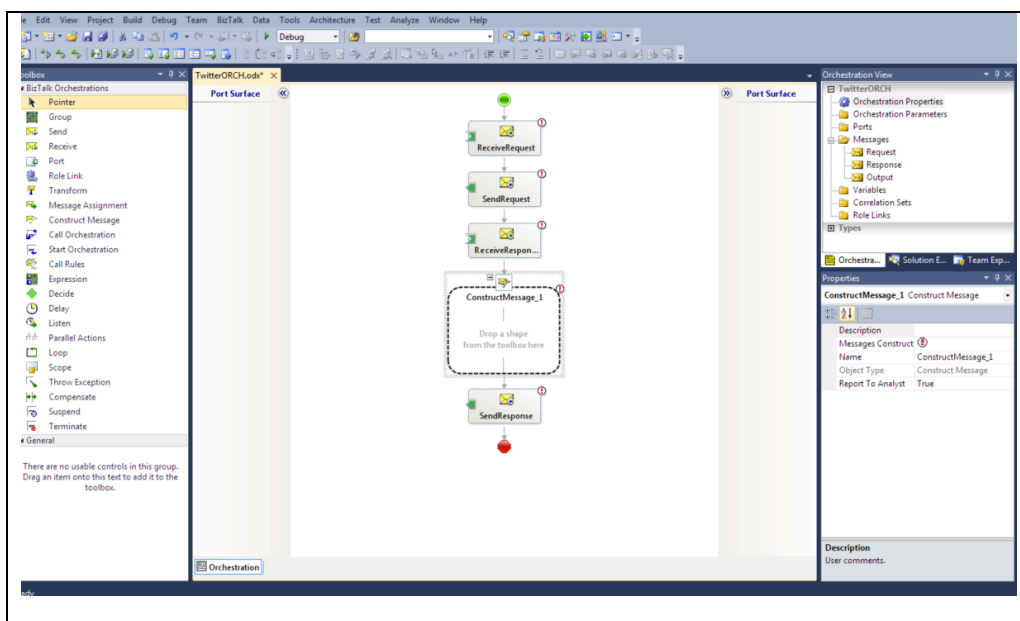 le Edit View Project Build Debug Team BizTalk Data Tools Architecture Test Analyze Window Help
Debug
oolbox
BizTalk Orchestrations
Pointer
Group
Send
Receive
Port
Role Link
Transform
Message Assignment
Construct Message
Call Orchestration
Start Orchestration
Call Rules
Expression
Decide
Delay
Listen
Parallel Actions
Loop
Scope
Throw Exception
Compensate
Suspend
Terminate
General
There are no usable controls in this group.
Drag an item onto this text to add it to the
toolbox.
TwitterORCH.odx*
Port Surface
Port Surface
ReceiveRequest
SendRequest
ReceiveRespon...
ConstructMessage_1
Drop a shape
from the toolbox here
SendResponse
Orchestration
Orchestration View
TwitterORCH
Orchestration Properties
Orchestration Parameters
Ports
Messages
Request
Response
Output
Variables
Correlation Sets
Role Links
Types
Orchestra... Solution E... Team Exp...
Properties
ConstructMessage_1 Construct Message
Description
Messages Construct
Name ConstructMessage_1
Object Type Construct Message
Report To Analyst True
Description
User comments.
eady